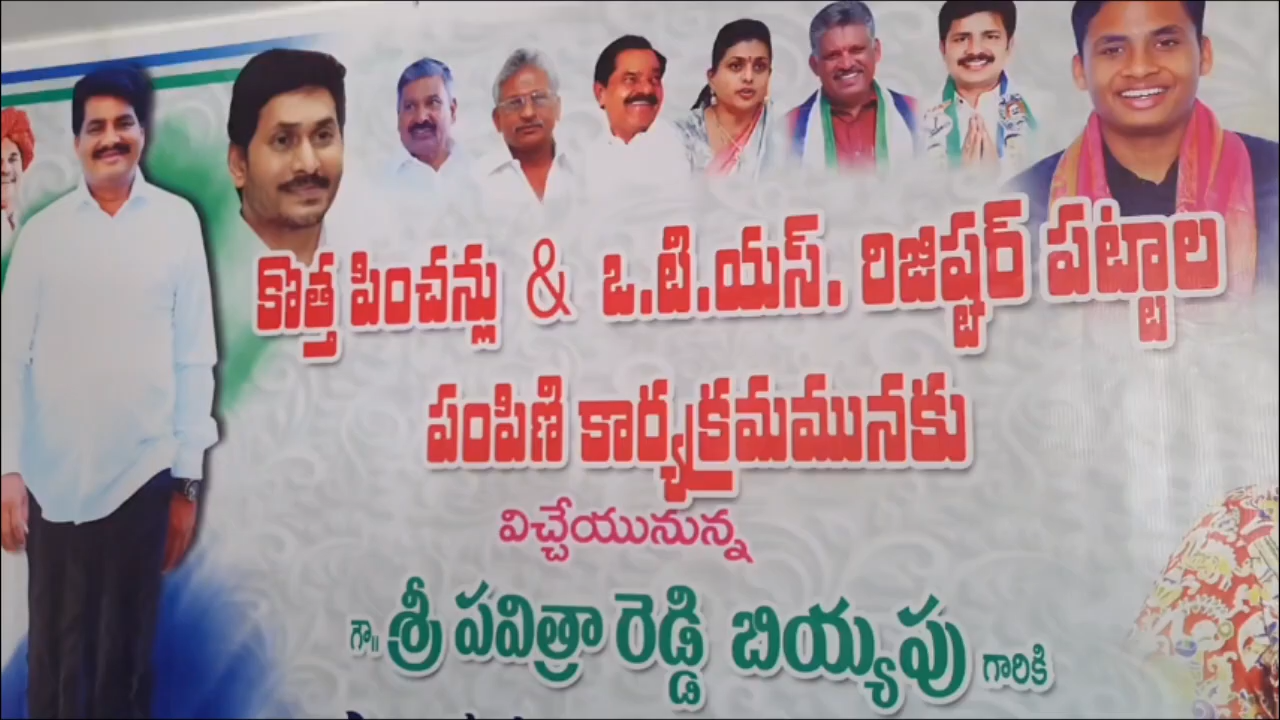 కొత్త పింఛన్లు & ఒ.టి.యస్. రిజిష్టర్ పట్టాల
పంపిణి కార్యక్రమమునకు
విచ్చేయునున్న
గౌ॥ శ్రీ పవిత్రా రెడ్డి బియ్యపు గారికి